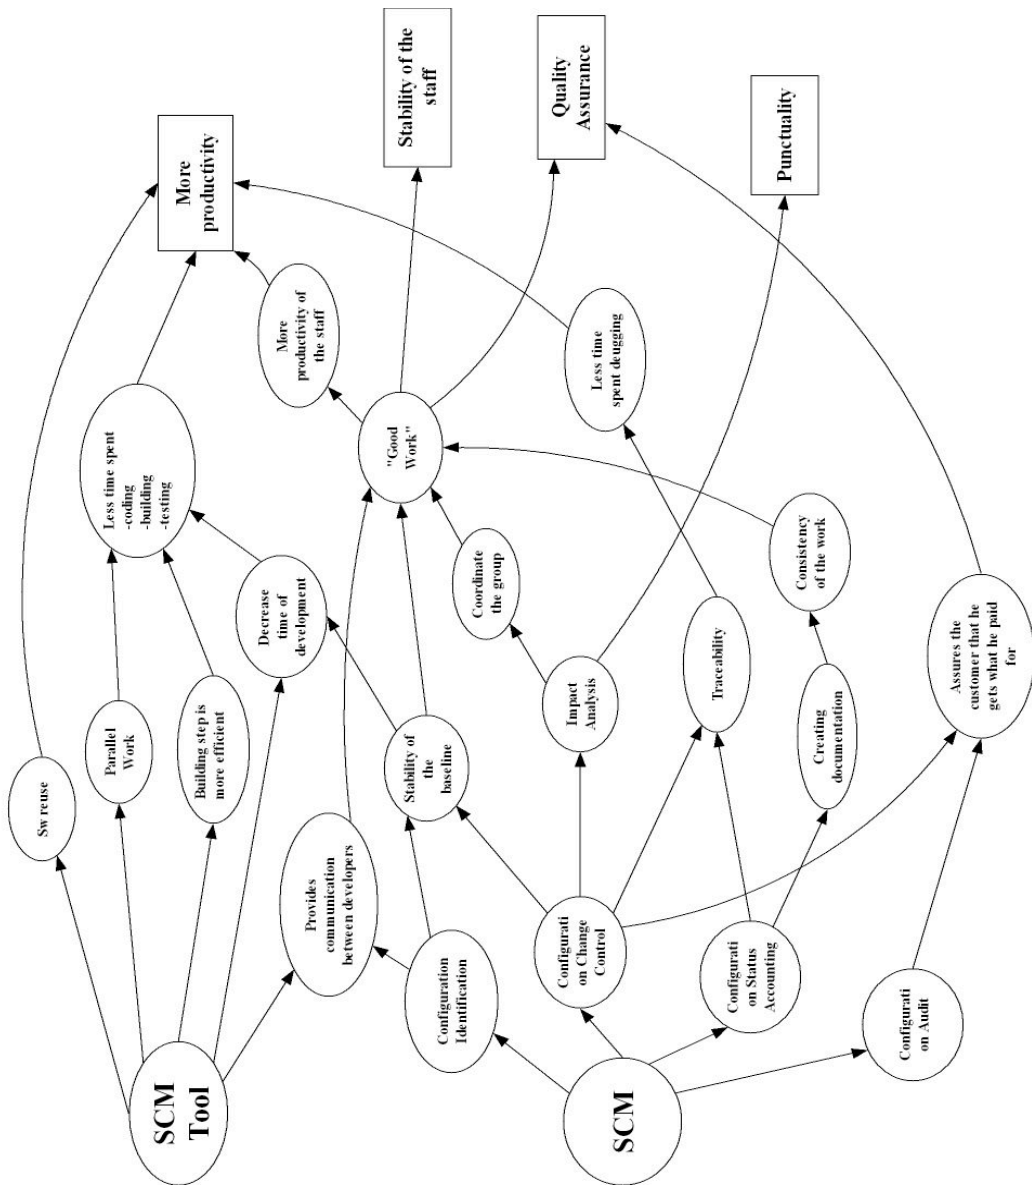 SCM
Tool
SCM
Sw reuse
Parallel
Work
Building step is
more efficient
Decrease
time of
development
Provides
communication
between developers
Configuration
Identification
Configurati
on Change
Control
Configurati
on Status
Accounting
Configurati
on Audit
Less time spent
-coding
-building
-testing
Stability of
the
baseline
Impact
Analysis
Traceability
Creating
documentation
Assures the
customer that he
gets what he paid
for
Coordinate
the group
Consistency
of the work
"Good
Work"
More
productivity of
the staff
Less time
spent deugging
More
productivity
Stability of the
staff
Quality
Assurance
Punctuality